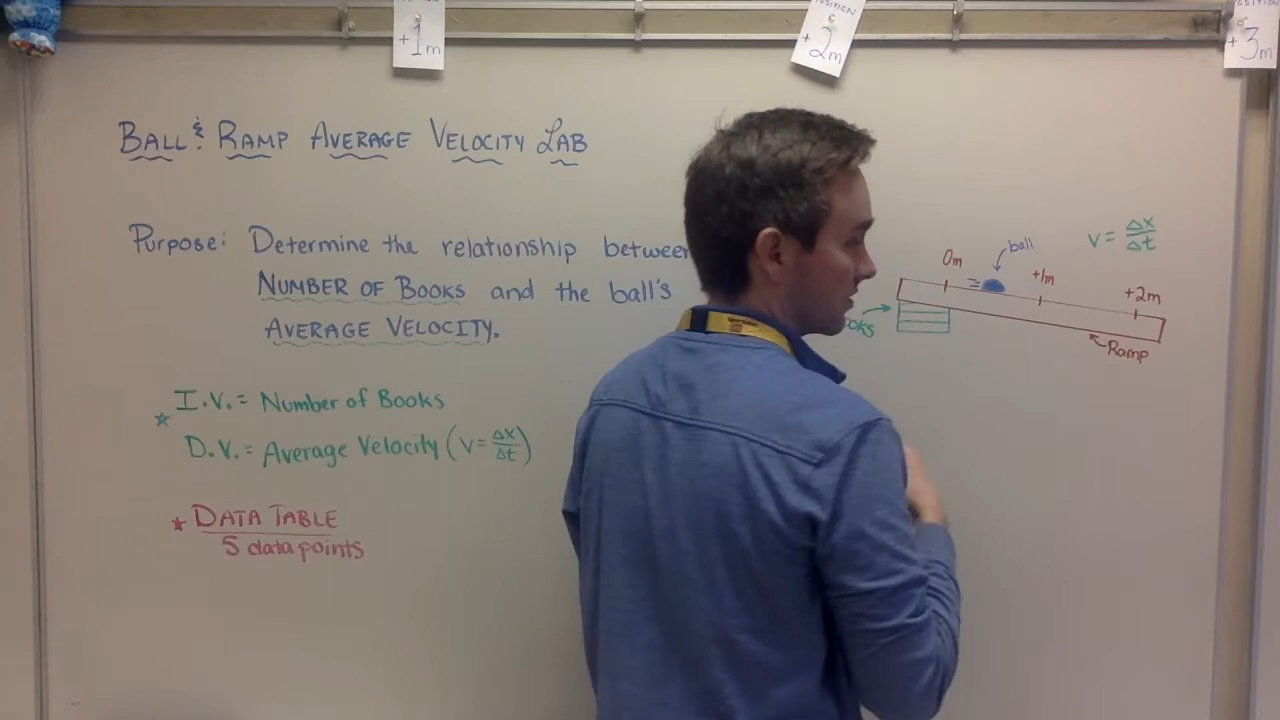 +1m
POSITION
+2m
POSITION
+3m
BALL & RAMP AVERAGE VELOCITY LAB
Purpose: Determine the relationship between
NUMBER OF BOOKS and the ball's
AVERAGE VELOCITY.
I.V. = Number of Books
D.V. = Average Velocity (V = Δx/Δt)
* DATA TABLE
5 data points
V = Δx/Δt
ball
0m
+1m
+2m
Ramp